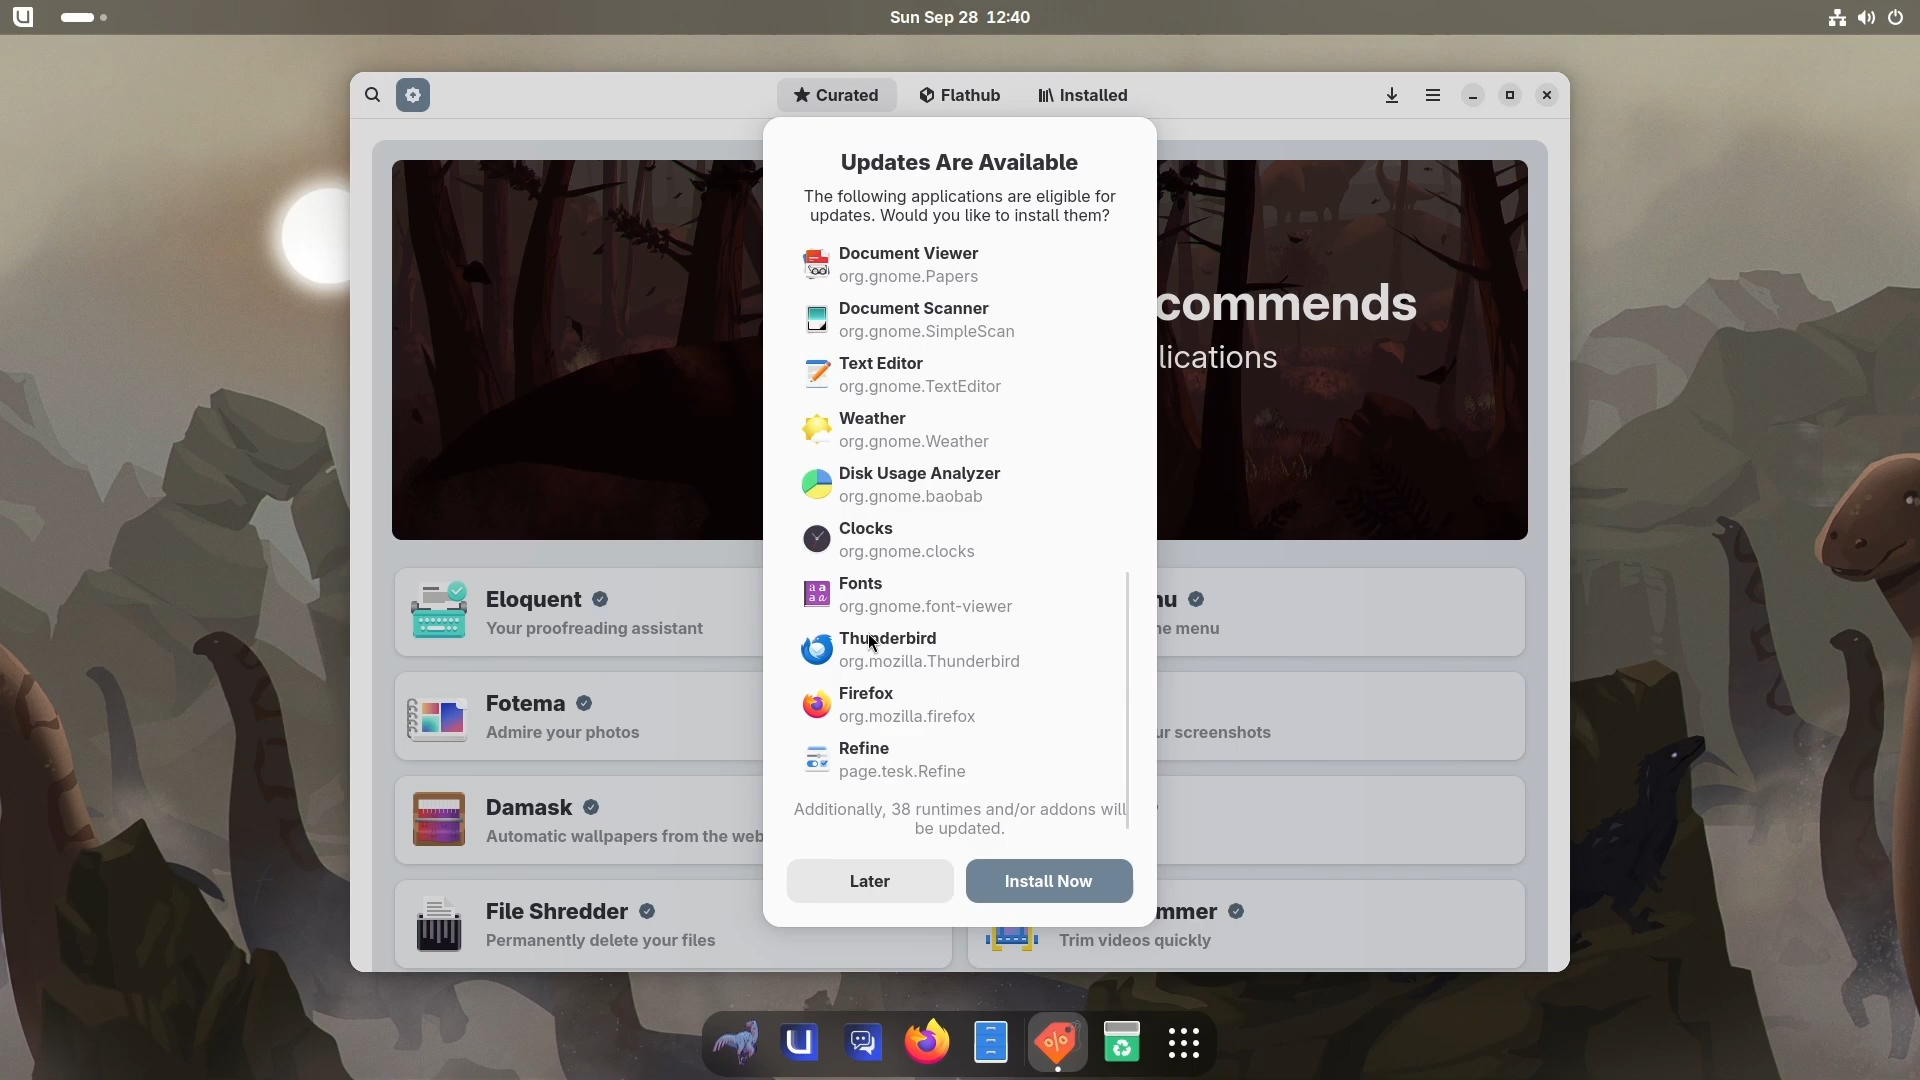 Sun Sep 28 12:40
Curated
Flathub
Installed
Updates Are Available
The following applications are eligible for
updates. Would you like to install them?
Document Viewer
org.gnome.Papers
Document Scanner
org.gnome.SimpleScan
Text Editor
org.gnome.TextEditor
Weather
org.gnome.Weather
Disk Usage Analyzer
org.gnome.baobab
Clocks
org.gnome.clocks
Fonts
org.gnome.font-viewer
Thunderbird
org.mozilla.Thunderbird
Firefox
org.mozilla.firefox
Refine
page.tesk.Refine
Additionally, 38 runtimes and/or addons will
be updated.
Later
Install Now
commends
lications
Eloquent
Your proofreading assistant
nu
menu
Fotema
Admire your photos
screenshots
Damask
Automatic wallpapers from the web
File Shredder
Permanently delete your files
mmer
Trim videos quickly